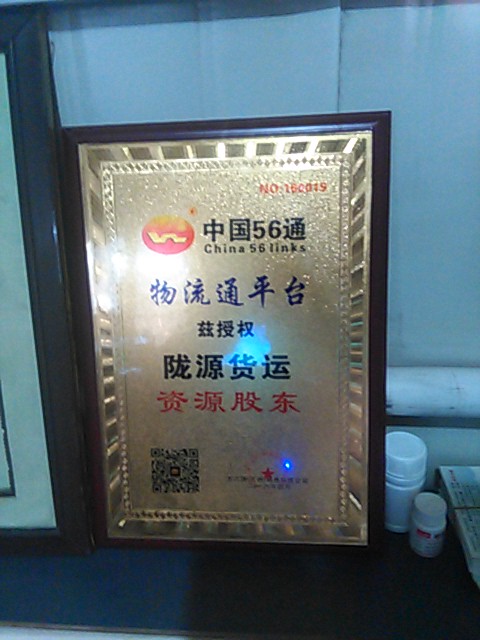 NO:160019
中国56通
China 56 links
物流通平台
兹授权
陇源货运
资源股东